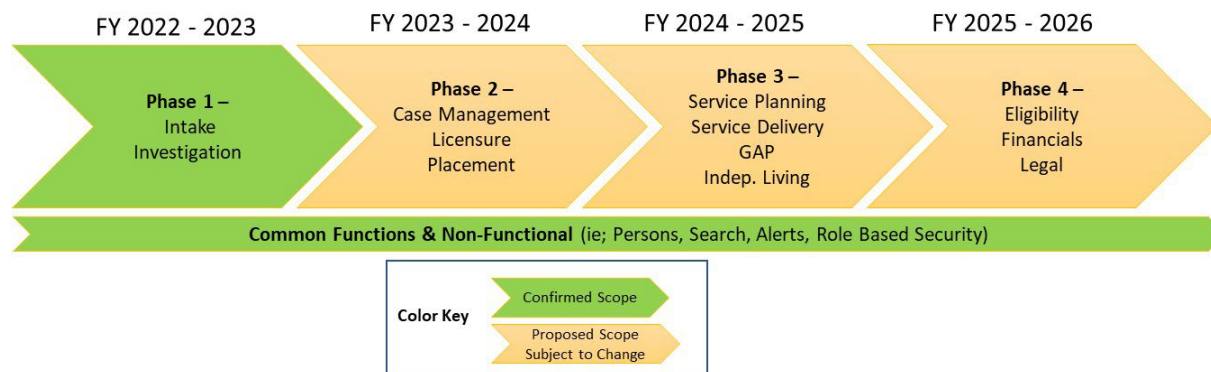 FY 2022 - 2023
FY 2023 - 2024
FY 2024 - 2025
FY 2025 - 2026
Phase 1 –
Intake
Investigation
Phase 2 –
Case Management
Licensure
Placement
Phase 3 –
Service Planning
Service Delivery
GAP
Indep. Living
Phase 4 –
Eligibility
Financials
Legal
Common Functions & Non-Functional (ie; Persons, Search, Alerts, Role Based Security)
Color Key
Confirmed Scope
Proposed Scope
Subject to Change